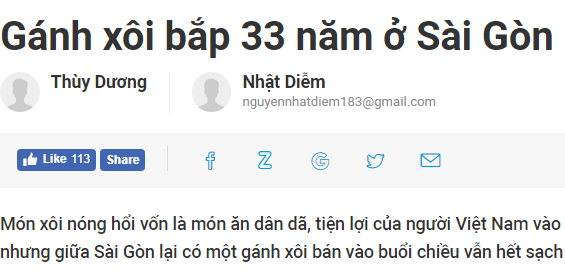 Gánh xôi bắp 33 năm ở Sài Gòn
Thùy Dương
Nhật Diễm
nguyennhatdiem183@gmail.com
Like 113 Share
Món xôi nóng hổi vốn là món ăn dân dã, tiện lợi của người Việt Nam vào
nhưng giữa Sài Gòn lại có một gánh xôi bán vào buổi chiều vẫn hết sạch